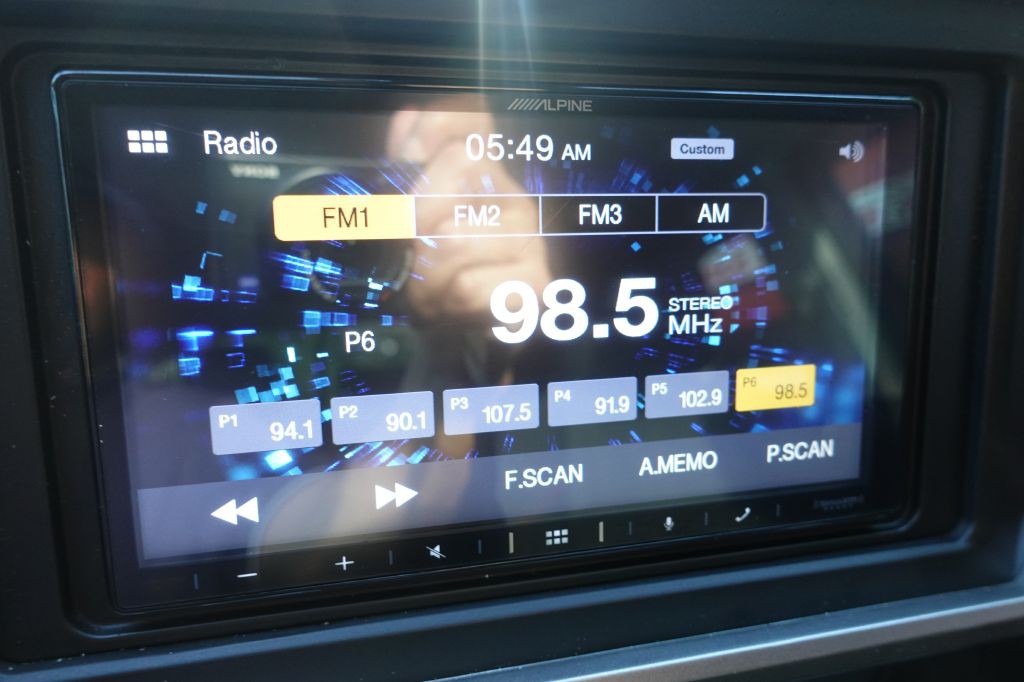 ALPINE
Radio 05:49 AM Custom
FM1 FM2 FM3 AM
P6 98.5 STEREO MHz
P1 94.1 P2 90.1 P3 107.5 P4 91.9 P5 102.9 P6 98.5
F.SCAN A.MEMO P.SCAN